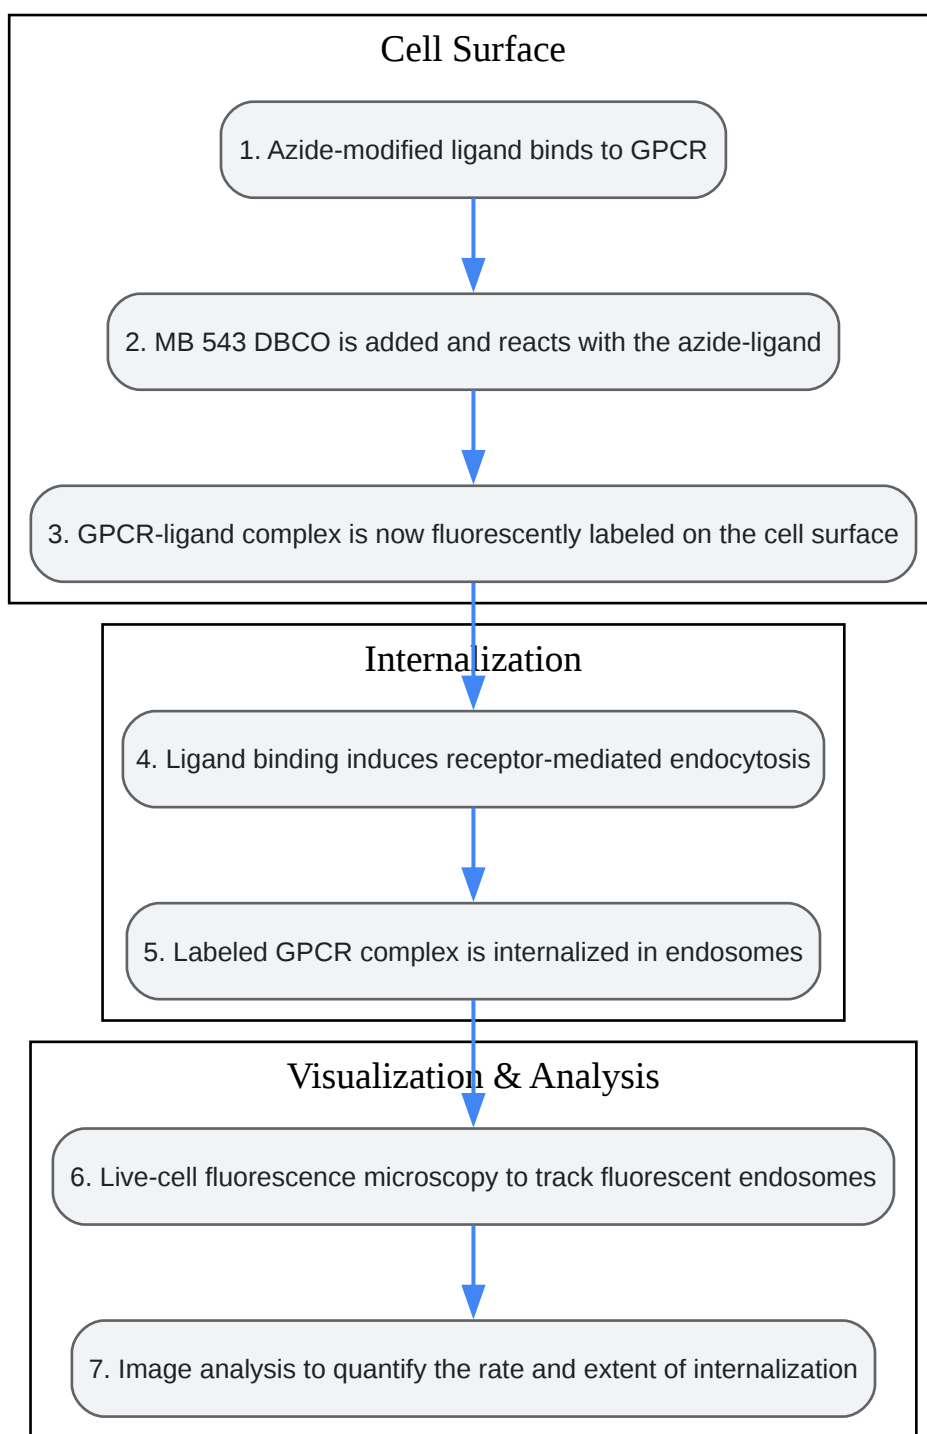 Cell Surface
1. Azide-modified ligand binds to GPCR
2. MB 543 DBCO is added and reacts with the azide-ligand
3. GPCR-ligand complex is now fluorescently labeled on the cell surface
Internalization
4. Ligand binding induces receptor-mediated endocytosis
5. Labeled GPCR complex is internalized in endosomes
Visualization & Analysis
6. Live-cell fluorescence microscopy to track fluorescent endosomes
7. Image analysis to quantify the rate and extent of internalization